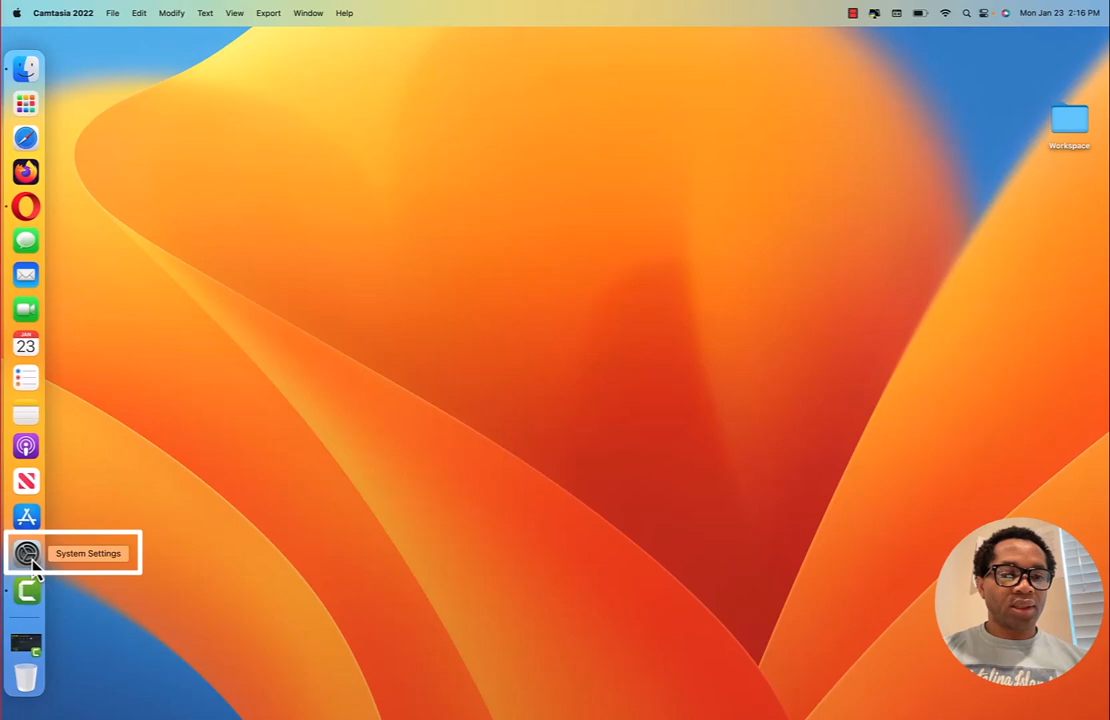 Camtasia 2022 File Edit Modify Text View Export Window Help Mon Jan 23 2:16 PM
Workspace
JAN
23
System Settings